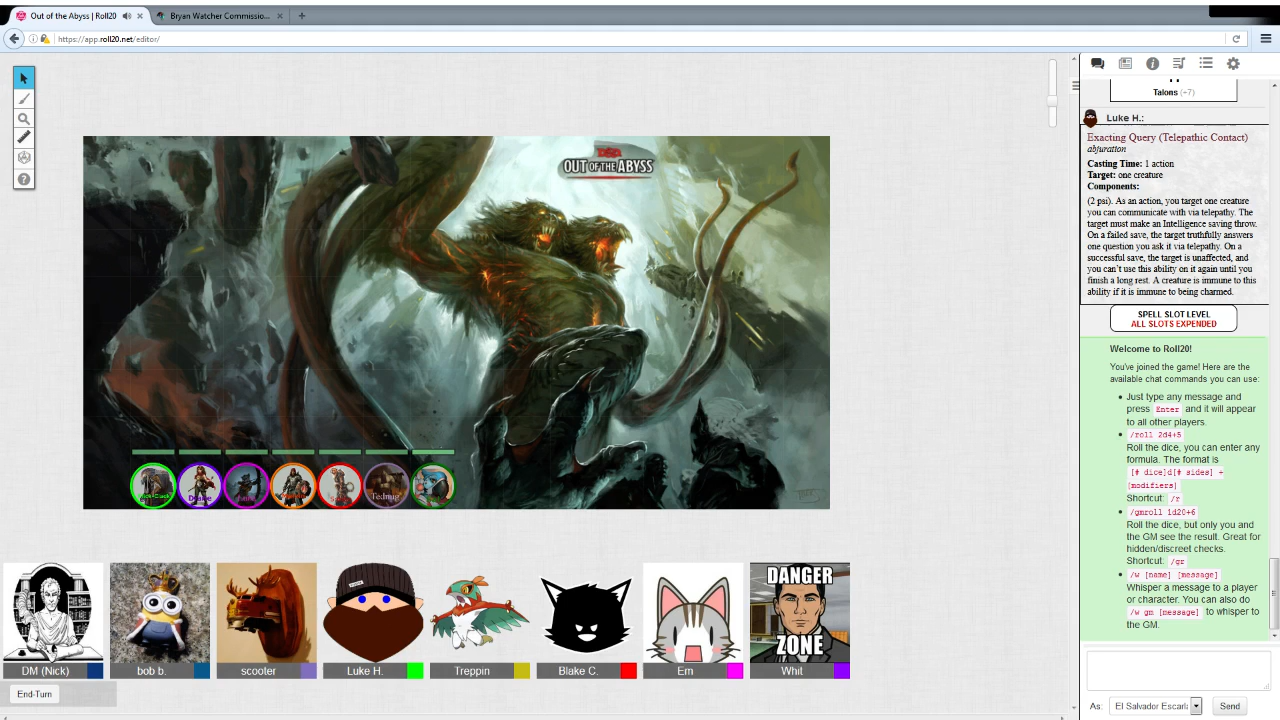 Out of the Abyss | Roll20
Bryan Watcher Commissio...
https://app.roll20.net/editor/
D&D
OUT OF THE ABYSS
Te:lnug
DM (Nick)
bob b.
scooter
Luke H.
Treppin
Blake C.
Em
DANGER
ZONE
Whit
End-Turn
Talons (+7)
Luke H.:
Exacting Query (Telepathic Contact)
abjuration
Casting Time: 1 action
Target: one creature
Components:
(2 psi). As an action, you target one creature
you can communicate with via telepathy. The
target must make an Intelligence saving throw.
On a failed save, the target truthfully answers
one question you ask it via telepathy. On a
successful save, the target is unaffected, and
you can't use this ability on it again until you
finish a long rest. A creature is immune to this
ability if it is immune to being charmed.
SPELL SLOT LEVEL
ALL SLOTS EXPENDED
Welcome to Roll20!
You've joined the game! Here are the
available chat commands you can use:
Just type any message and
press Enter and it will appear
to all other players.
/roll 2d4+5
Roll the dice, you can enter any
formula. The format is
[# dice]d[# sides] +
[modifiers]
Shortcut: /r
/gmroll 1d20+6
Roll the dice, but only you and
the GM see the result. Great for
hidden/discreet checks.
Shortcut: /gr
/w [name] [message]
Whisper a message to a player
or character. You can also do
/w gm [message] to whisper to
the GM.
As: El Salvador Escarla
Send